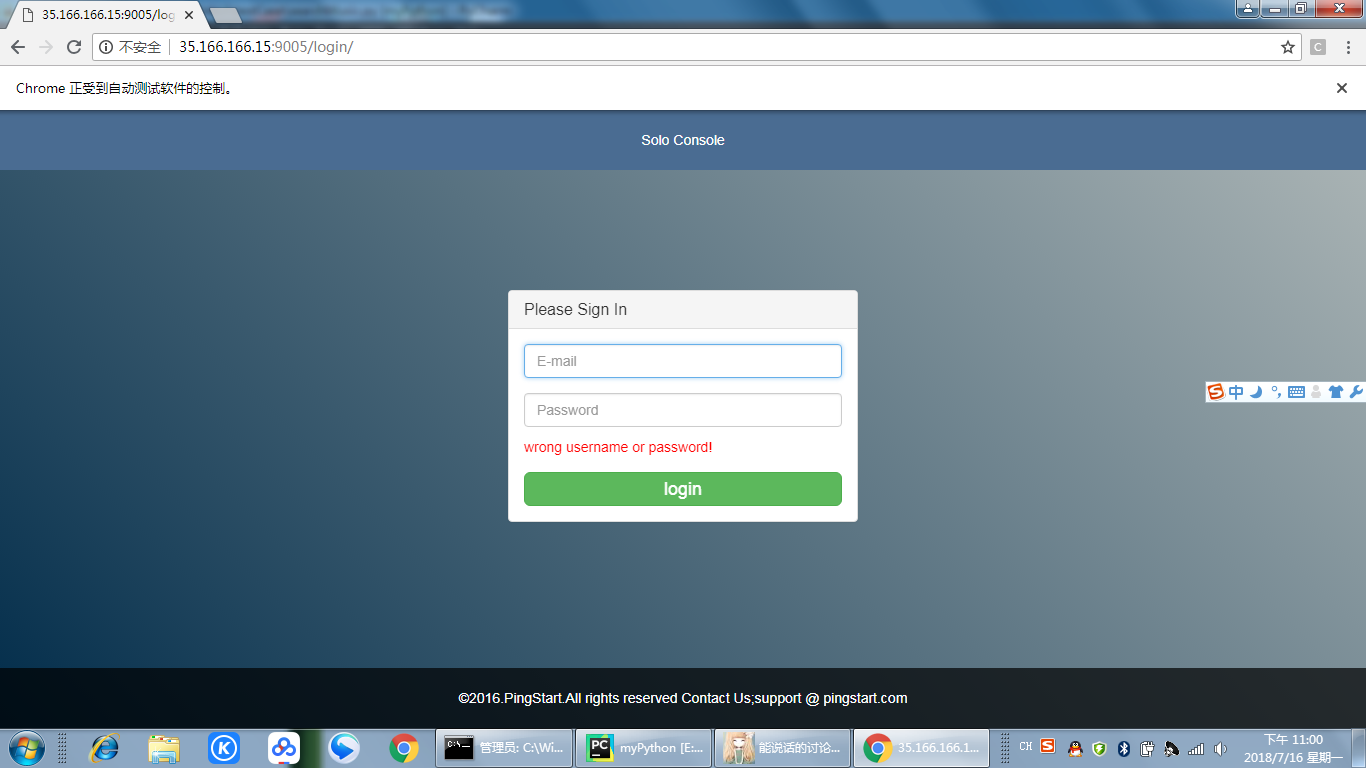 35.166.166.15:9005/log
不安全 35.166.166.15:9005/login/
C
Chrome 正受到自动测试软件的控制。
Solo Console
Please Sign In
E-mail
Password
wrong username or password!
login
中
©2016.PingStart.All rights reserved Contact Us;support @ pingstart.com
管理员: C:\Wi...
PC
myPython [E:...
能说话的讨论...
35.166.166.1...
CH
下午 11:00
2018/7/16 星期一